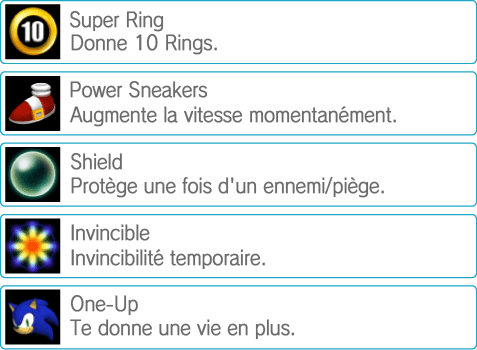 10
Super Ring
Donne 10 Rings.
Power Sneakers
Augmente la vitesse momentanément.
Shield
Protège une fois d'un ennemi/piège.
Invincible
Invincibilité temporaire.
One-Up
Te donne une vie en plus.